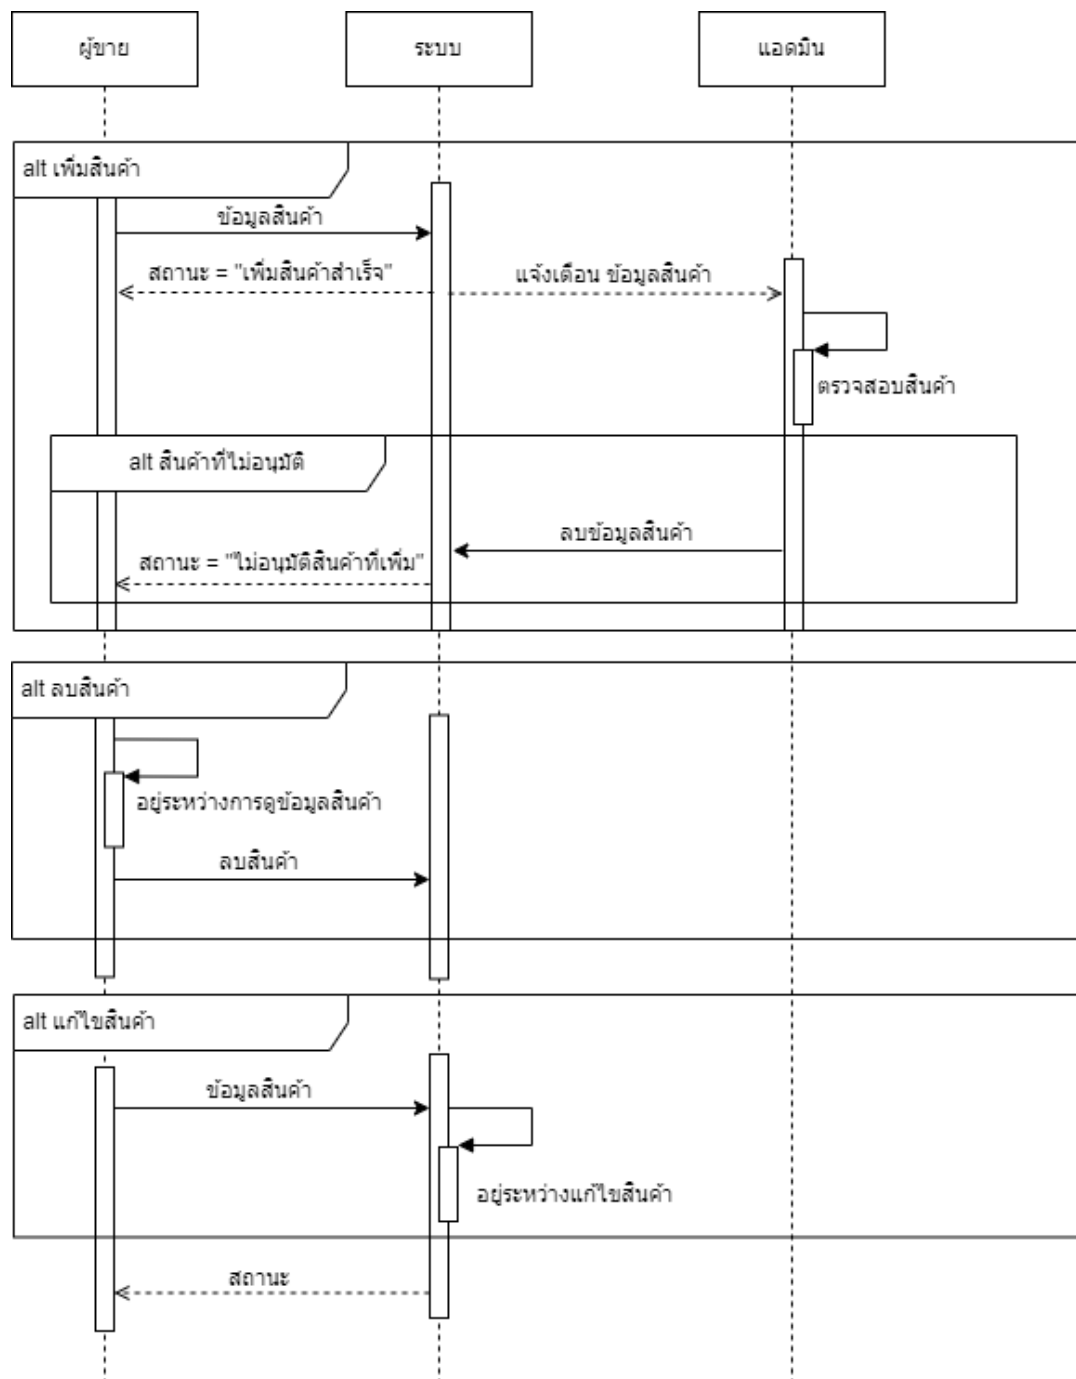 ผู้ขาย
ระบบ
แอดมิน
alt เพิ่มสินค้า
ข้อมูลสินค้า
สถานะ = "เพิ่มสินค้าสำเร็จ"
แจ้งเตือน ข้อมูลสินค้า
ตรวจสอบสินค้า
alt สินค้าที่ไม่อนุมัติ
ลบข้อมูลสินค้า
สถานะ = "ไม่อนุมัติสินค้าที่เพิ่ม"
alt ลบสินค้า
อยู่ระหว่างการดูข้อมูลสินค้า
ลบสินค้า
alt แก้ไขสินค้า
ข้อมูลสินค้า
อยู่ระหว่างแก้ไขสินค้า
สถานะ